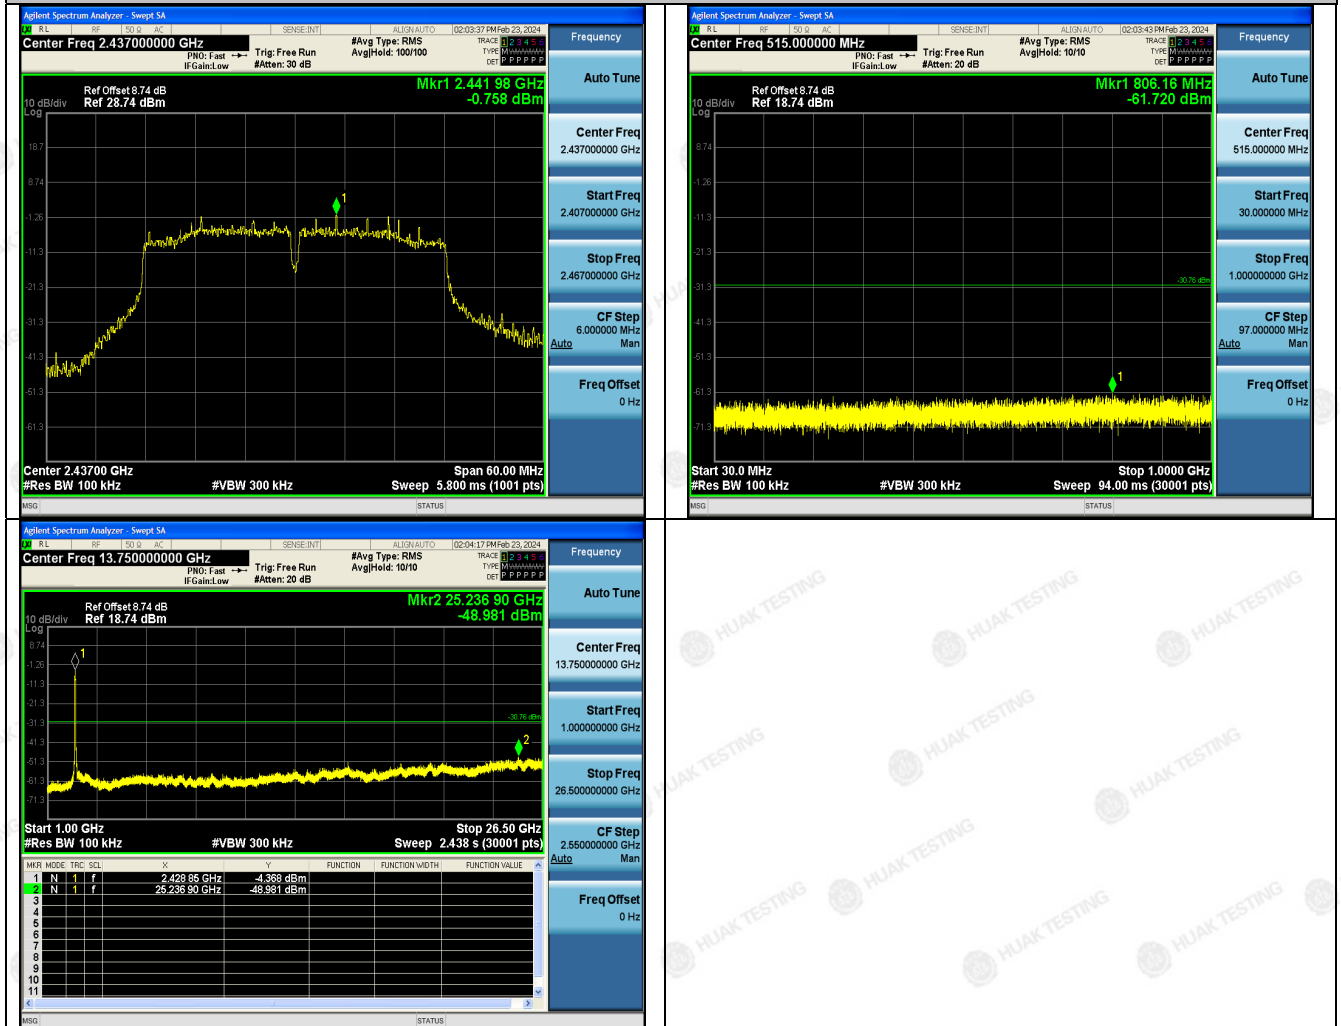 Agilent Spectrum Analyzer - Swept SA
RL RF 50 Ω AC SENSE:INT ALIGN AUTO 02:03:37 PM Feb 23, 2024
Center Freq 2.437000000 GHz
PNO: Fast
IFGain:Low
Trig: Free Run
#Atten: 30 dB
#Avg Type: RMS
Avg|Hold: 100/100
TRACE 1 2 3 4 5 6
TYPE M W W W W W
DET P P P P P P
Mkr1 2.441 98 GHz
-0.758 dBm
Ref Offset 8.74 dB
10 dB/div Ref 28.74 dBm
Log
18.7
8.74
-1.26
-11.3
-21.3
-31.3
-41.3
-51.3
-61.3
1
Center 2.43700 GHz Span 60.00 MHz
#Res BW 100 kHz #VBW 300 kHz Sweep 5.800 ms (1001 pts)
MSG STATUS
Frequency
Auto Tune
Center Freq
2.437000000 GHz
Start Freq
2.407000000 GHz
Stop Freq
2.467000000 GHz
CF Step
6.000000 MHz
Auto Man
Freq Offset
0 Hz
Agilent Spectrum Analyzer - Swept SA
RL RF 50 Ω AC SENSE:INT ALIGN AUTO 02:03:43 PM Feb 23, 2024
Center Freq 515.000000 MHz
PNO: Fast
IFGain:Low
Trig: Free Run
#Atten: 20 dB
#Avg Type: RMS
Avg|Hold: 10/10
TRACE 1 2 3 4 5 6
TYPE M W W W W W
DET P P P P P P
Mkr1 806.16 MHz
-61.720 dBm
Ref Offset 8.74 dB
10 dB/div Ref 18.74 dBm
Log
8.74
-1.26
-11.3
-21.3
-31.3
-41.3
-51.3
-61.3
-71.3
-30.76 dBm
1
Start 30.0 MHz Stop 1.0000 GHz
#Res BW 100 kHz #VBW 300 kHz Sweep 94.00 ms (30001 pts)
MSG STATUS
Frequency
Auto Tune
Center Freq
515.000000 MHz
Start Freq
30.000000 MHz
Stop Freq
1.000000000 GHz
CF Step
97.000000 MHz
Auto Man
Freq Offset
0 Hz
Agilent Spectrum Analyzer - Swept SA
RL RF 50 Ω AC SENSE:INT ALIGN AUTO 02:04:17 PM Feb 23, 2024
Center Freq 13.750000000 GHz
PNO: Fast
IFGain:Low
Trig: Free Run
#Atten: 20 dB
#Avg Type: RMS
Avg|Hold: 10/10
TRACE 1 2 3 4 5 6
TYPE M W W W W W
DET P P P P P P
Mkr2 25.236 90 GHz
-48.981 dBm
Ref Offset 8.74 dB
10 dB/div Ref 18.74 dBm
Log
8.74
-1.26
-11.3
-21.3
-31.3
-41.3
-51.3
-61.3
-71.3
-30.76 dBm
1
2
Start 1.00 GHz Stop 26.50 GHz
#Res BW 100 kHz #VBW 300 kHz Sweep 2.438 s (30001 pts)
MKR MODE TRC SCL X Y FUNCTION FUNCTION WIDTH FUNCTION VALUE
1 N 1 f 2.428 85 GHz -4.368 dBm
2 N 1 f 25.236 90 GHz -48.981 dBm
3
4
5
6
7
8
9
10
11
MSG STATUS
Frequency
Auto Tune
Center Freq
13.750000000 GHz
Start Freq
1.000000000 GHz
Stop Freq
26.500000000 GHz
CF Step
2.550000000 GHz
Auto Man
Freq Offset
0 Hz
HUAK TESTING
HUAK TESTING
HUAK TESTING
HUAK TESTING
HUAK TESTING
HUAK TESTING
HUAK TESTING
HUAK TESTING
HUAK TESTING
HUAK TESTING